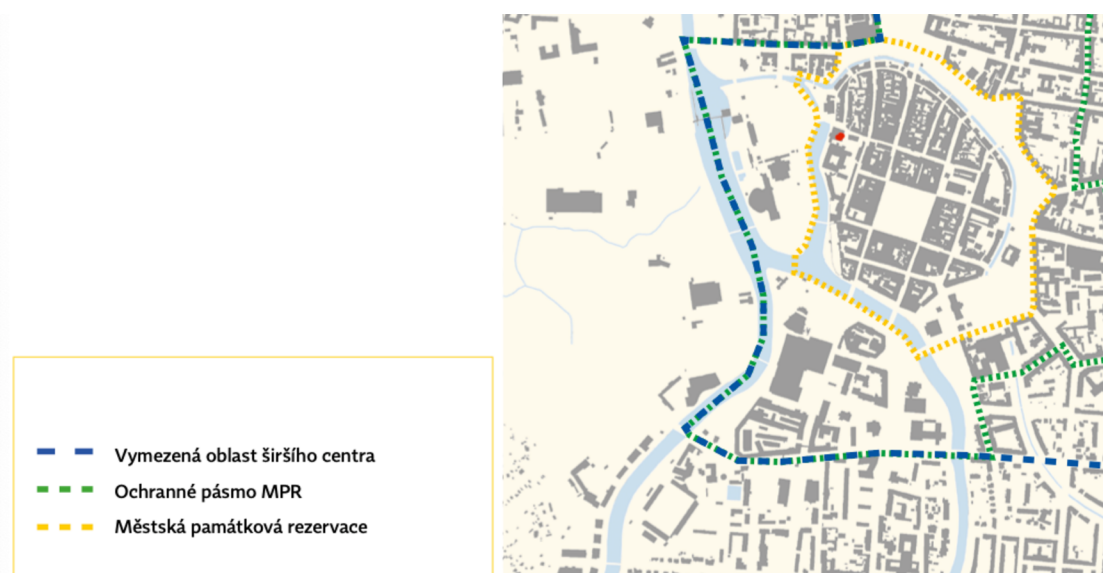 Vymezená oblast širšího centra
Ochranné pásmo MPR
Městská památková rezervace